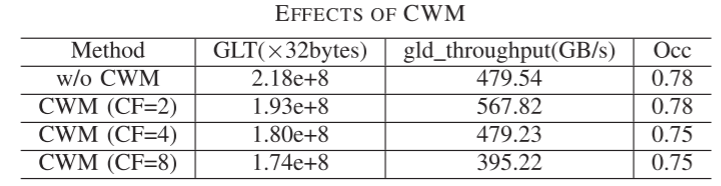 EFFECTS OF CWM
Method GLT(×32bytes) gld_throughput(GB/s) Occ
w/o CWM 2.18e+8 479.54 0.78
CWM (CF=2) 1.93e+8 567.82 0.78
CWM (CF=4) 1.80e+8 479.23 0.75
CWM (CF=8) 1.74e+8 395.22 0.75